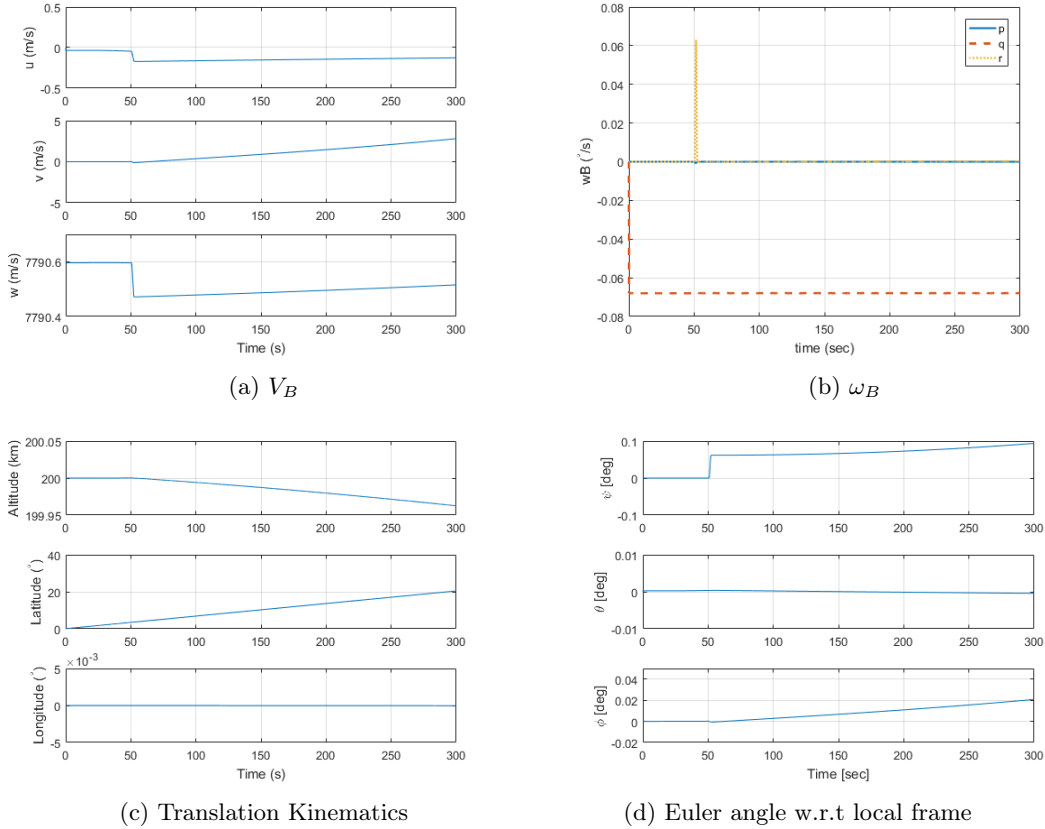 0.5
0
-0.5
u (m/s)
0 50 100 150 200 250 300
5
0
-5
v (m/s)
0 50 100 150 200 250 300
7790.6
7790.4
w (m/s)
0 50 100 150 200 250 300
Time (s)
(a) V_B
0.08
0.06
0.04
0.02
0
-0.02
-0.04
-0.06
-0.08
wB (°/s)
p
q
r
0 50 100 150 200 250 300
time (sec)
(b) ω_B
200.05
200
199.95
Altitude (km)
0 50 100 150 200 250 300
40
20
0
Latitude (°)
0 50 100 150 200 250 300
×10^-3
5
0
-5
Longitude (°)
0 50 100 150 200 250 300
Time (s)
(c) Translation Kinematics
0.1
0
-0.1
ψ [deg]
0 50 100 150 200 250 300
0.01
0
-0.01
θ [deg]
0 50 100 150 200 250 300
0.04
0.02
0
-0.02
ϕ [deg]
0 50 100 150 200 250 300
Time [sec]
(d) Euler angle w.r.t local frame